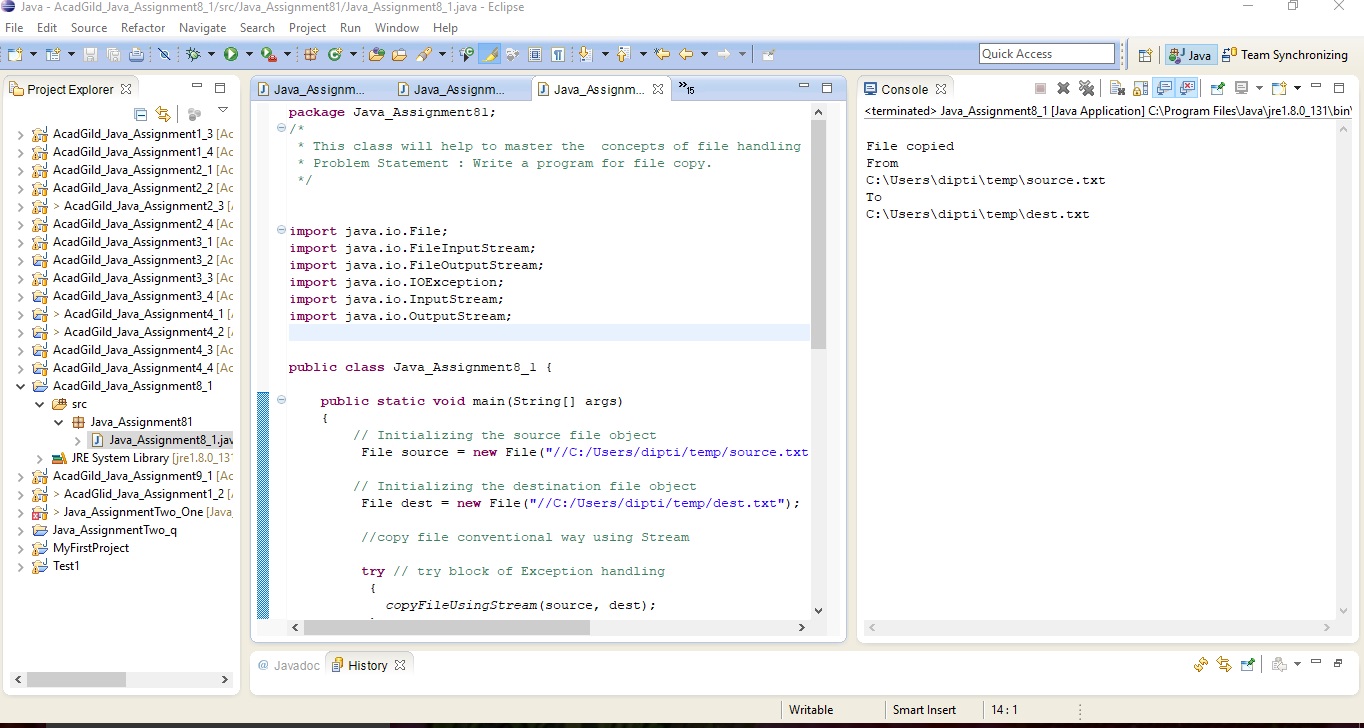 Java - AcadGild_Java_Assignment8_1/src/Java_Assignment81/Java_Assignment8_1.java - Eclipse
File Edit Source Refactor Navigate Search Project Run Window Help
Quick Access
Java
Team Synchronizing
Project Explorer
AcadGild_Java_Assignment1_3 [Ac
AcadGild_Java_Assignment1_4 [Ac
AcadGild_Java_Assignment2_1 [Ac
AcadGild_Java_Assignment2_2 [Ac
> AcadGild_Java_Assignment2_3 [A
AcadGild_Java_Assignment2_4 [Ac
AcadGild_Java_Assignment3_1 [Ac
AcadGild_Java_Assignment3_2 [Ac
AcadGild_Java_Assignment3_3 [Ac
AcadGild_Java_Assignment3_4 [Ac
> AcadGild_Java_Assignment4_1 [A
> AcadGild_Java_Assignment4_2 [A
AcadGild_Java_Assignment4_3 [Ac
AcadGild_Java_Assignment4_4 [Ac
AcadGild_Java_Assignment8_1
src
Java_Assignment81
Java_Assignment8_1.jav
JRE System Library [jre1.8.0_131
AcadGild_Java_Assignment9_1 [Ac
> AcadGlid_Java_Assignment1_2 [A
> Java_AssignmentTwo_One [Java_
Java_AssignmentTwo_q
MyFirstProject
Test1
Java_Assignm...
Java_Assignm...
Java_Assignm...
»15
package Java_Assignment81;
/*
* This class will help to master the concepts of file handling
* Problem Statement : Write a program for file copy.
*/
import java.io.File;
import java.io.FileInputStream;
import java.io.FileOutputStream;
import java.io.IOException;
import java.io.InputStream;
import java.io.OutputStream;
public class Java_Assignment8_1 {
public static void main(String[] args)
{
// Initializing the source file object
File source = new File("//C:/Users/dipti/temp/source.txt
// Initializing the destination file object
File dest = new File("//C:/Users/dipti/temp/dest.txt");
//copy file conventional way using Stream
try // try block of Exception handling
{
copyFileUsingStream(source, dest);
Console
<terminated> Java_Assignment8_1 [Java Application] C:\Program Files\Java\jre1.8.0_131\bin\
File copied
From
C:\Users\dipti\temp\source.txt
To
C:\Users\dipti\temp\dest.txt
@ Javadoc
History
Writable
Smart Insert
14 : 1